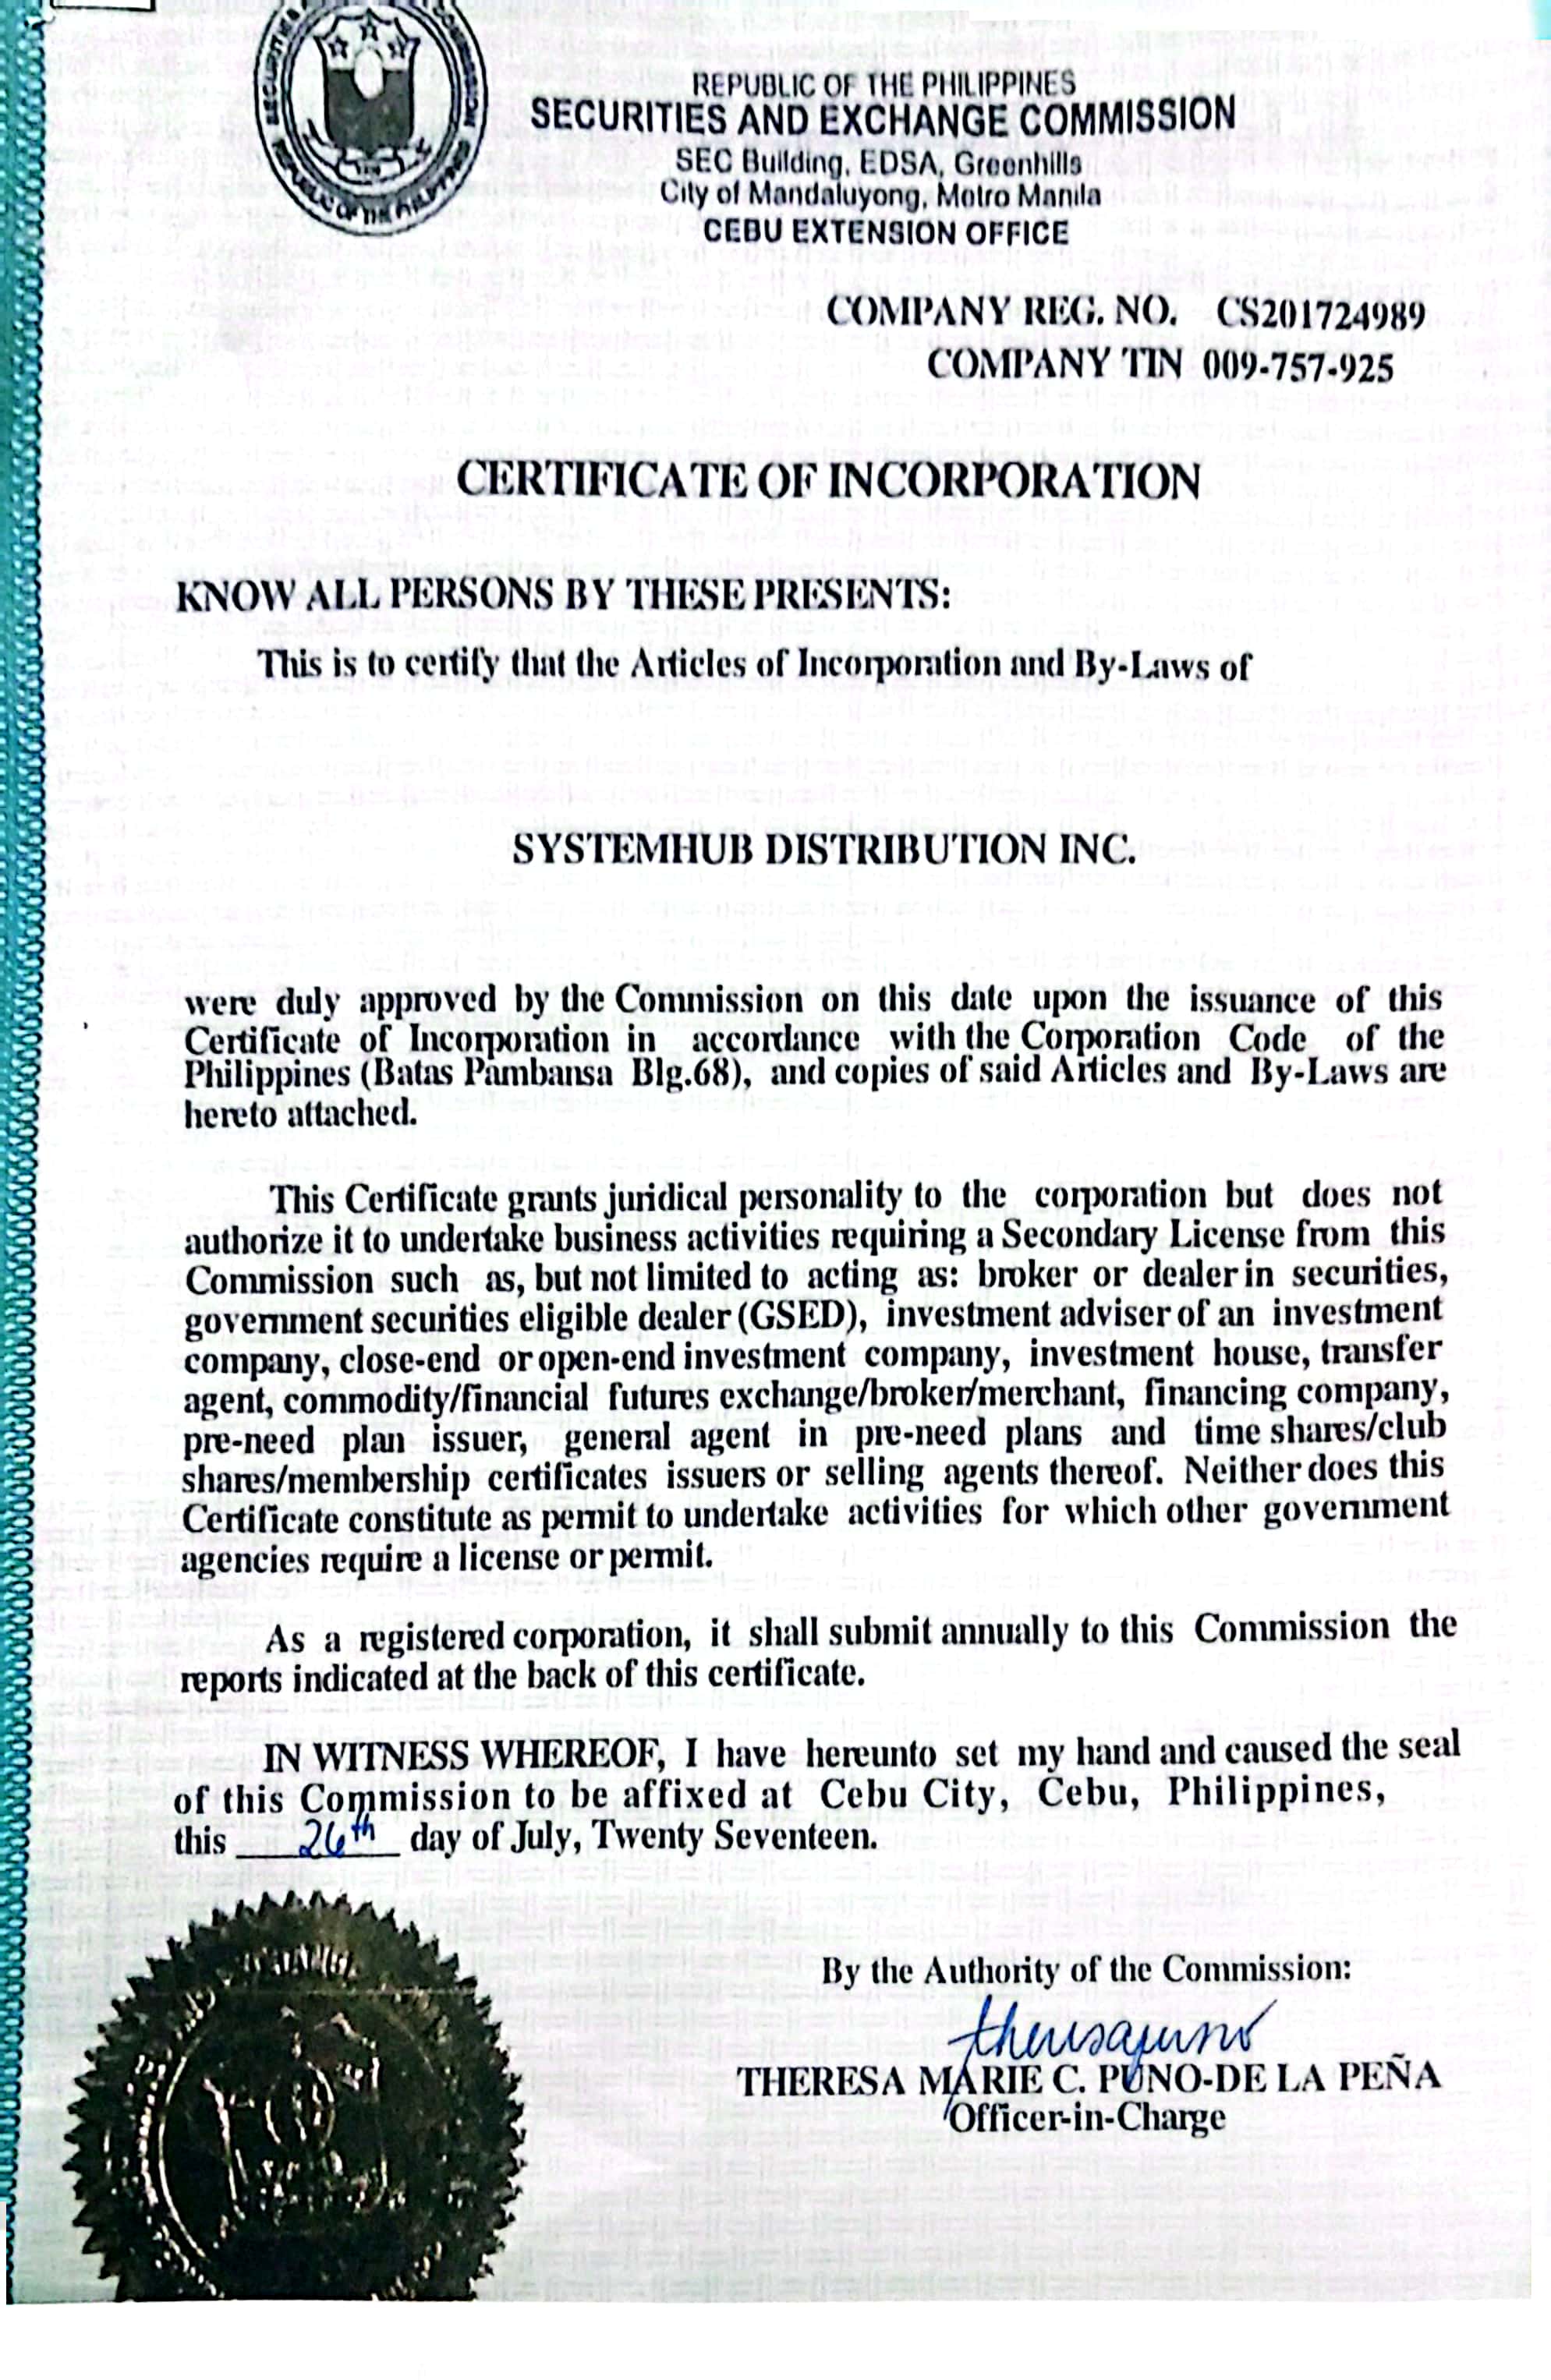 REPUBLIC OF THE PHILIPPINES
SECURITIES AND EXCHANGE COMMISSION
SEC Building, EDSA, Greenhills
City of Mandaluyong, Metro Manila
CEBU EXTENSION OFFICE
REPUBLIC OF THE PHILIPPINES
COMPANY REG. NO. CS201724989
COMPANY TIN 009-757-925
CERTIFICATE OF INCORPORATION
KNOW ALL PERSONS BY THESE PRESENTS:
This is to certify that the Articles of Incorporation and By-Laws of
SYSTEMHUB DISTRIBUTION INC.
were duly approved by the Commission on this date upon the issuance of this
Certificate of Incorporation in accordance with the Corporation Code of the
Philippines (Batas Pambansa Blg.68), and copies of said Articles and By-Laws are
hereto attached.
This Certificate grants juridical personality to the corporation but does not
authorize it to undertake business activities requiring a Secondary License from this
Commission such as, but not limited to acting as: broker or dealer in securities,
government securities eligible dealer (GSED), investment adviser of an investment
company, close-end or open-end investment company, investment house, transfer
agent, commodity/financial futures exchange/broker/merchant, financing company,
pre-need plan issuer, general agent in pre-need plans and time shares/club
shares/membership certificates issuers or selling agents thereof. Neither does this
Certificate constitute as permit to undertake activities for which other government
agencies require a license or permit.
As a registered corporation, it shall submit annually to this Commission the
reports indicated at the back of this certificate.
IN WITNESS WHEREOF, I have hereunto set my hand and caused the seal
of this Commission to be affixed at Cebu City, Cebu, Philippines,
this 26th day of July, Twenty Seventeen.
By the Authority of the Commission:
theresapuno
THERESA MARIE C. PUNO-DE LA PEÑA
Officer-in-Charge